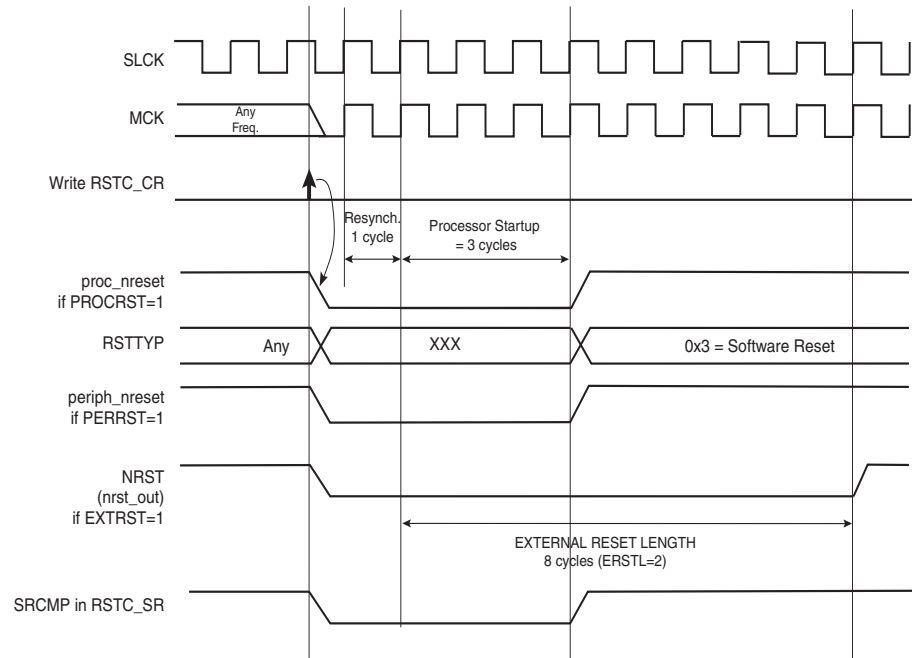 SLCK
MCK
Any
Freq.
Write RSTC_CR
Resynch.
1 cycle
Processor Startup
= 3 cycles
proc_nreset
if PROCRST=1
RSTTYP
Any
XXX
0x3 = Software Reset
periph_nreset
if PERRST=1
NRST
(nrst_out)
if EXTRST=1
EXTERNAL RESET LENGTH
8 cycles (ERSTL=2)
SRCMP in RSTC_SR